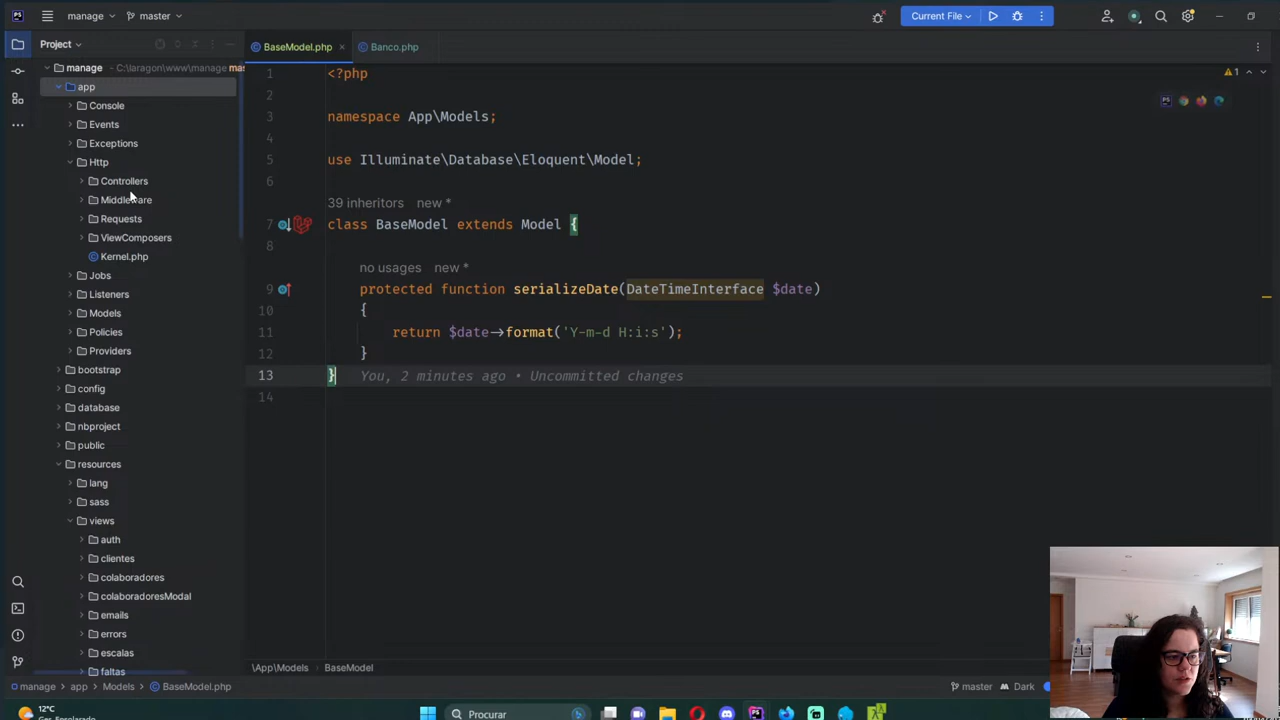 manage
master
Current File
Project
BaseModel.php
Banco.php
manage C:\laragon\www\manage mas
app
Console
Events
Exceptions
Http
Controllers
Middleware
Requests
ViewComposers
Kernel.php
Jobs
Listeners
Models
Policies
Providers
bootstrap
config
database
nbproject
public
resources
lang
sass
views
auth
clientes
colaboradores
colaboradoresModal
emails
errors
escalas
faltas
1 <?php
2
3 namespace App\Models;
4
5 use Illuminate\Database\Eloquent\Model;
6
39 inheritors new *
7 class BaseModel extends Model {
8
no usages new *
9 protected function serializeDate(DateTimeInterface $date)
10 {
11 return $date->format('Y-m-d H:i:s');
12 }
13 } You, 2 minutes ago • Uncommitted changes
14
1
\App\Models BaseModel
manage app Models BaseModel.php
master Dark
12°C
Ger. Ensolarado
Procurar